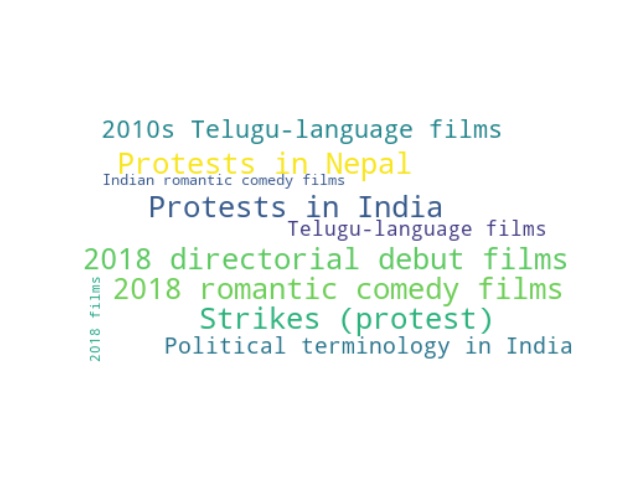 2010s Telugu-language films
Protests in Nepal
Indian romantic comedy films
Protests in India
Telugu-language films
2018 directorial debut films
2018 romantic comedy films
Strikes (protest)
Political terminology in India
2018 films